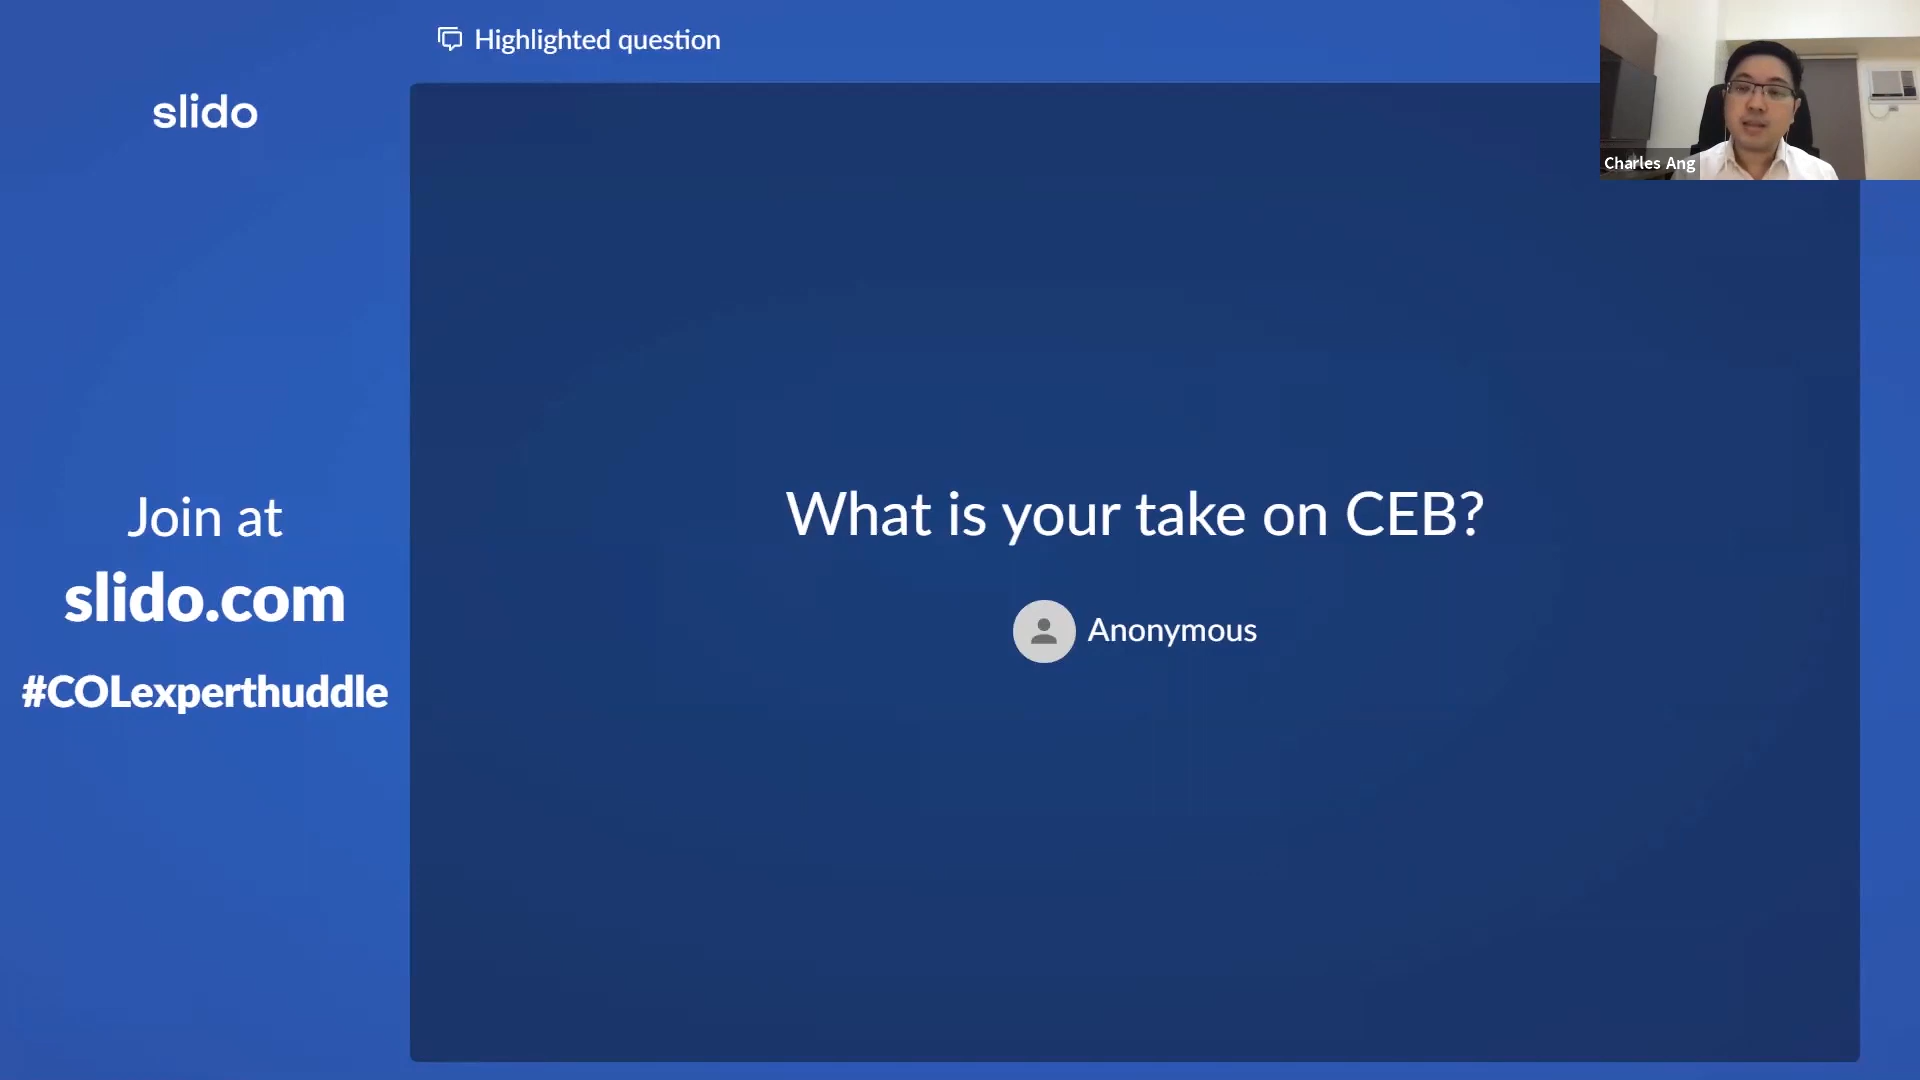 Highlighted question
slido
Charles Ang
What is your take on CEB?
Anonymous
Join at
slido.com
#COLexperthuddle